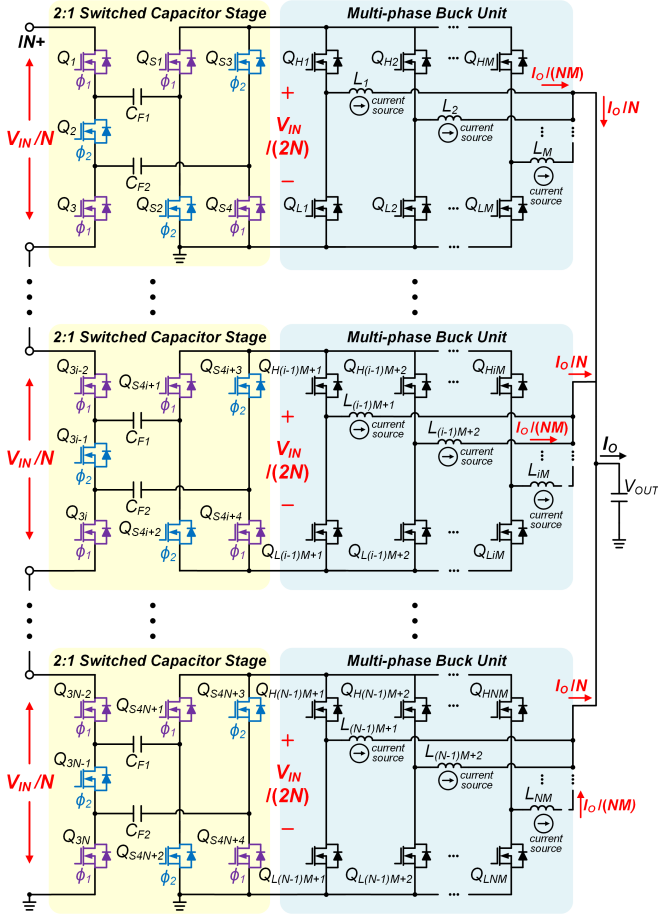 2:1 Switched Capacitor Stage
Multi-phase Buck Unit
IN+
Q1 ϕ1
QS1 ϕ1
QS3 ϕ2
QH1
QH2
QHM
IO/(NM)
L1
current source
IO/N
CF1
Q2 ϕ2
VIN/N
+
VIN/(2N)
−
L2
current source
LM
current source
CF2
Q3 ϕ1
QS2 ϕ2
QS4 ϕ1
QL1
QL2
QLM
2:1 Switched Capacitor Stage
Multi-phase Buck Unit
Q3i-2 ϕ1
QS4i+1 ϕ1
QS4i+3 ϕ2
QH(i-1)M+1
QH(i-1)M+2
QHiM
IO/N
L(i-1)M+1
current source
CF1
Q3i-1 ϕ2
VIN/N
+
VIN/(2N)
−
L(i-1)M+2
current source
IO/(NM)
IO
LiM
current source
VOUT
CF2
Q3i ϕ1
QS4i+2 ϕ2
QS4i+4 ϕ1
QL(i-1)M+1
QL(i-1)M+2
QLiM
2:1 Switched Capacitor Stage
Multi-phase Buck Unit
Q3N-2 ϕ1
QS4N+1 ϕ1
QS4N+3 ϕ2
QH(N-1)M+1
QH(N-1)M+2
QHNM
IO/N
L(N-1)M+1
current source
CF1
Q3N-1 ϕ2
VIN/N
+
VIN/(2N)
−
L(N-1)M+2
current source
LNM
current source
IO/(NM)
CF2
Q3N ϕ1
QS4N+2 ϕ2
QS4N+4 ϕ1
QL(N-1)M+1
QL(N-1)M+2
QLNM